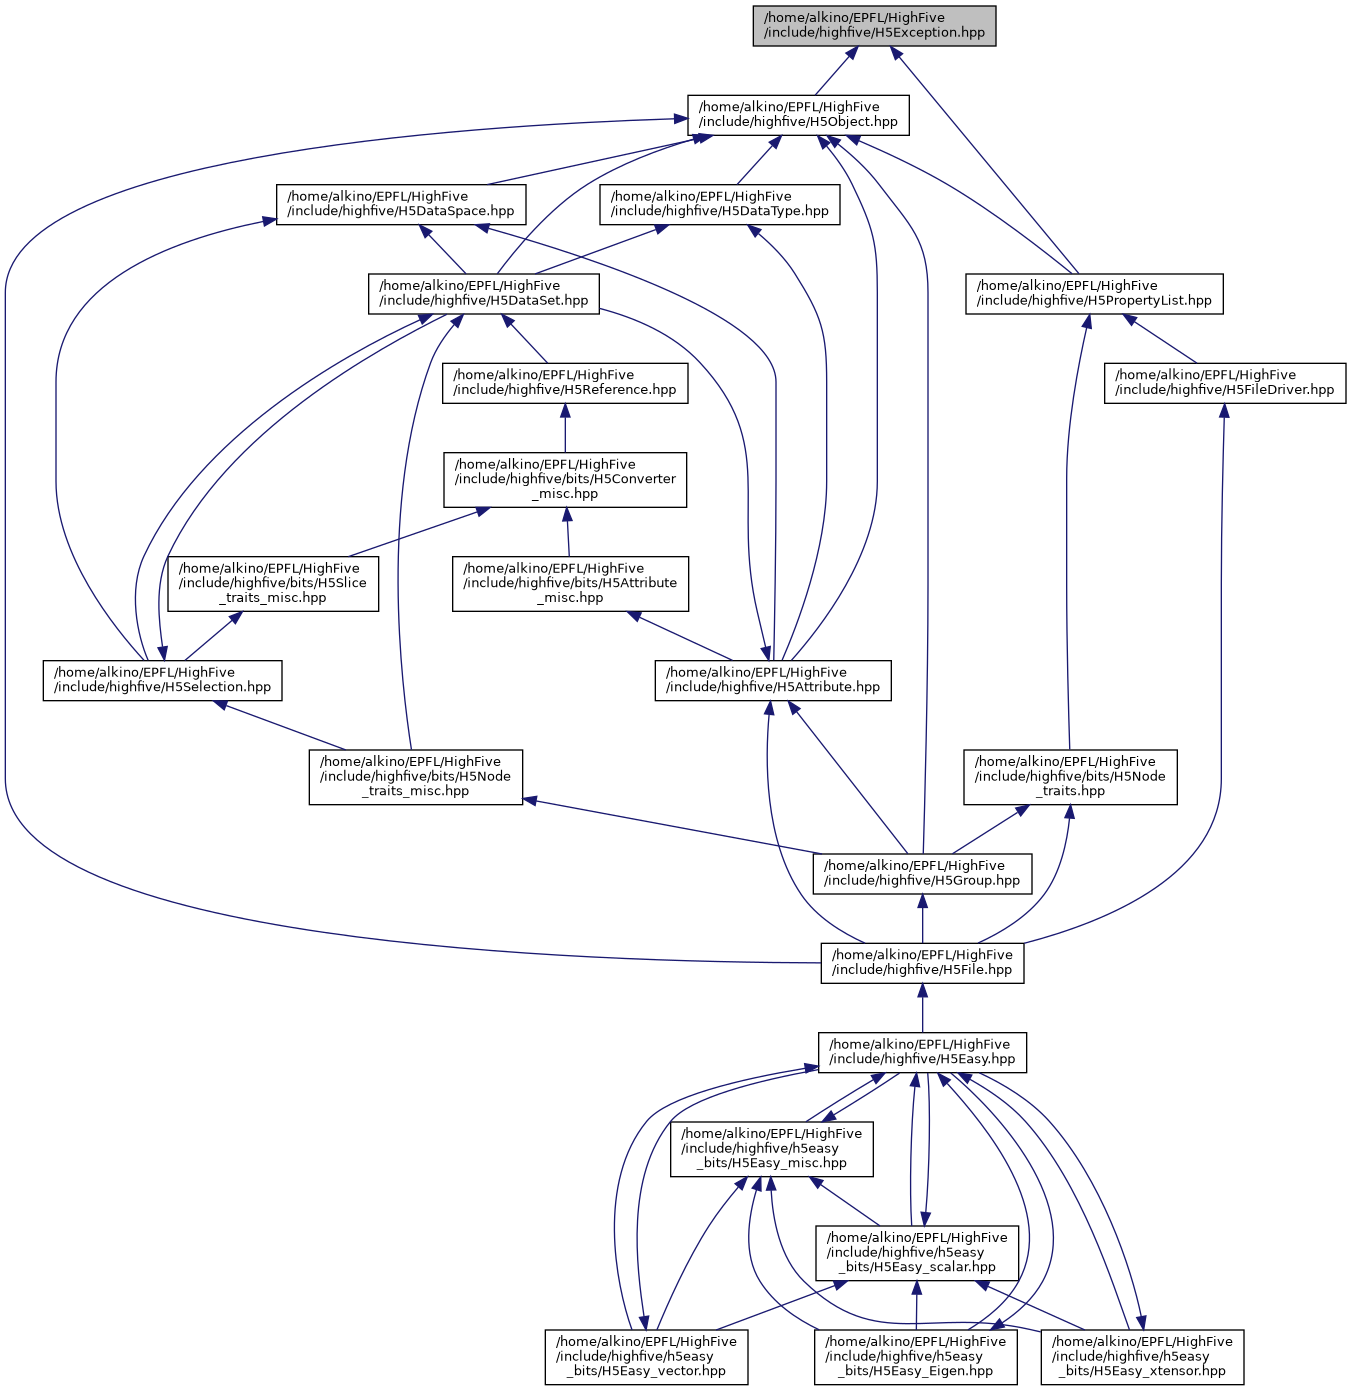 /home/alkino/EPFL/HighFive
/include/highfive/H5Exception.hpp
/home/alkino/EPFL/HighFive
/include/highfive/H5Object.hpp
/home/alkino/EPFL/HighFive
/include/highfive/H5DataSpace.hpp
/home/alkino/EPFL/HighFive
/include/highfive/H5DataType.hpp
/home/alkino/EPFL/HighFive
/include/highfive/H5DataSet.hpp
/home/alkino/EPFL/HighFive
/include/highfive/H5PropertyList.hpp
/home/alkino/EPFL/HighFive
/include/highfive/H5Reference.hpp
/home/alkino/EPFL/HighFive
/include/highfive/H5FileDriver.hpp
/home/alkino/EPFL/HighFive
/include/highfive/bits/H5Converter
_misc.hpp
/home/alkino/EPFL/HighFive
/include/highfive/bits/H5Slice
_traits_misc.hpp
/home/alkino/EPFL/HighFive
/include/highfive/bits/H5Attribute
_misc.hpp
/home/alkino/EPFL/HighFive
/include/highfive/H5Selection.hpp
/home/alkino/EPFL/HighFive
/include/highfive/H5Attribute.hpp
/home/alkino/EPFL/HighFive
/include/highfive/bits/H5Node
_traits_misc.hpp
/home/alkino/EPFL/HighFive
/include/highfive/bits/H5Node
_traits.hpp
/home/alkino/EPFL/HighFive
/include/highfive/H5Group.hpp
/home/alkino/EPFL/HighFive
/include/highfive/H5File.hpp
/home/alkino/EPFL/HighFive
/include/highfive/H5Easy.hpp
/home/alkino/EPFL/HighFive
/include/highfive/h5easy
_bits/H5Easy_misc.hpp
/home/alkino/EPFL/HighFive
/include/highfive/h5easy
_bits/H5Easy_scalar.hpp
/home/alkino/EPFL/HighFive
/include/highfive/h5easy
_bits/H5Easy_vector.hpp
/home/alkino/EPFL/HighFive
/include/highfive/h5easy
_bits/H5Easy_Eigen.hpp
/home/alkino/EPFL/HighFive
/include/highfive/h5easy
_bits/H5Easy_xtensor.hpp